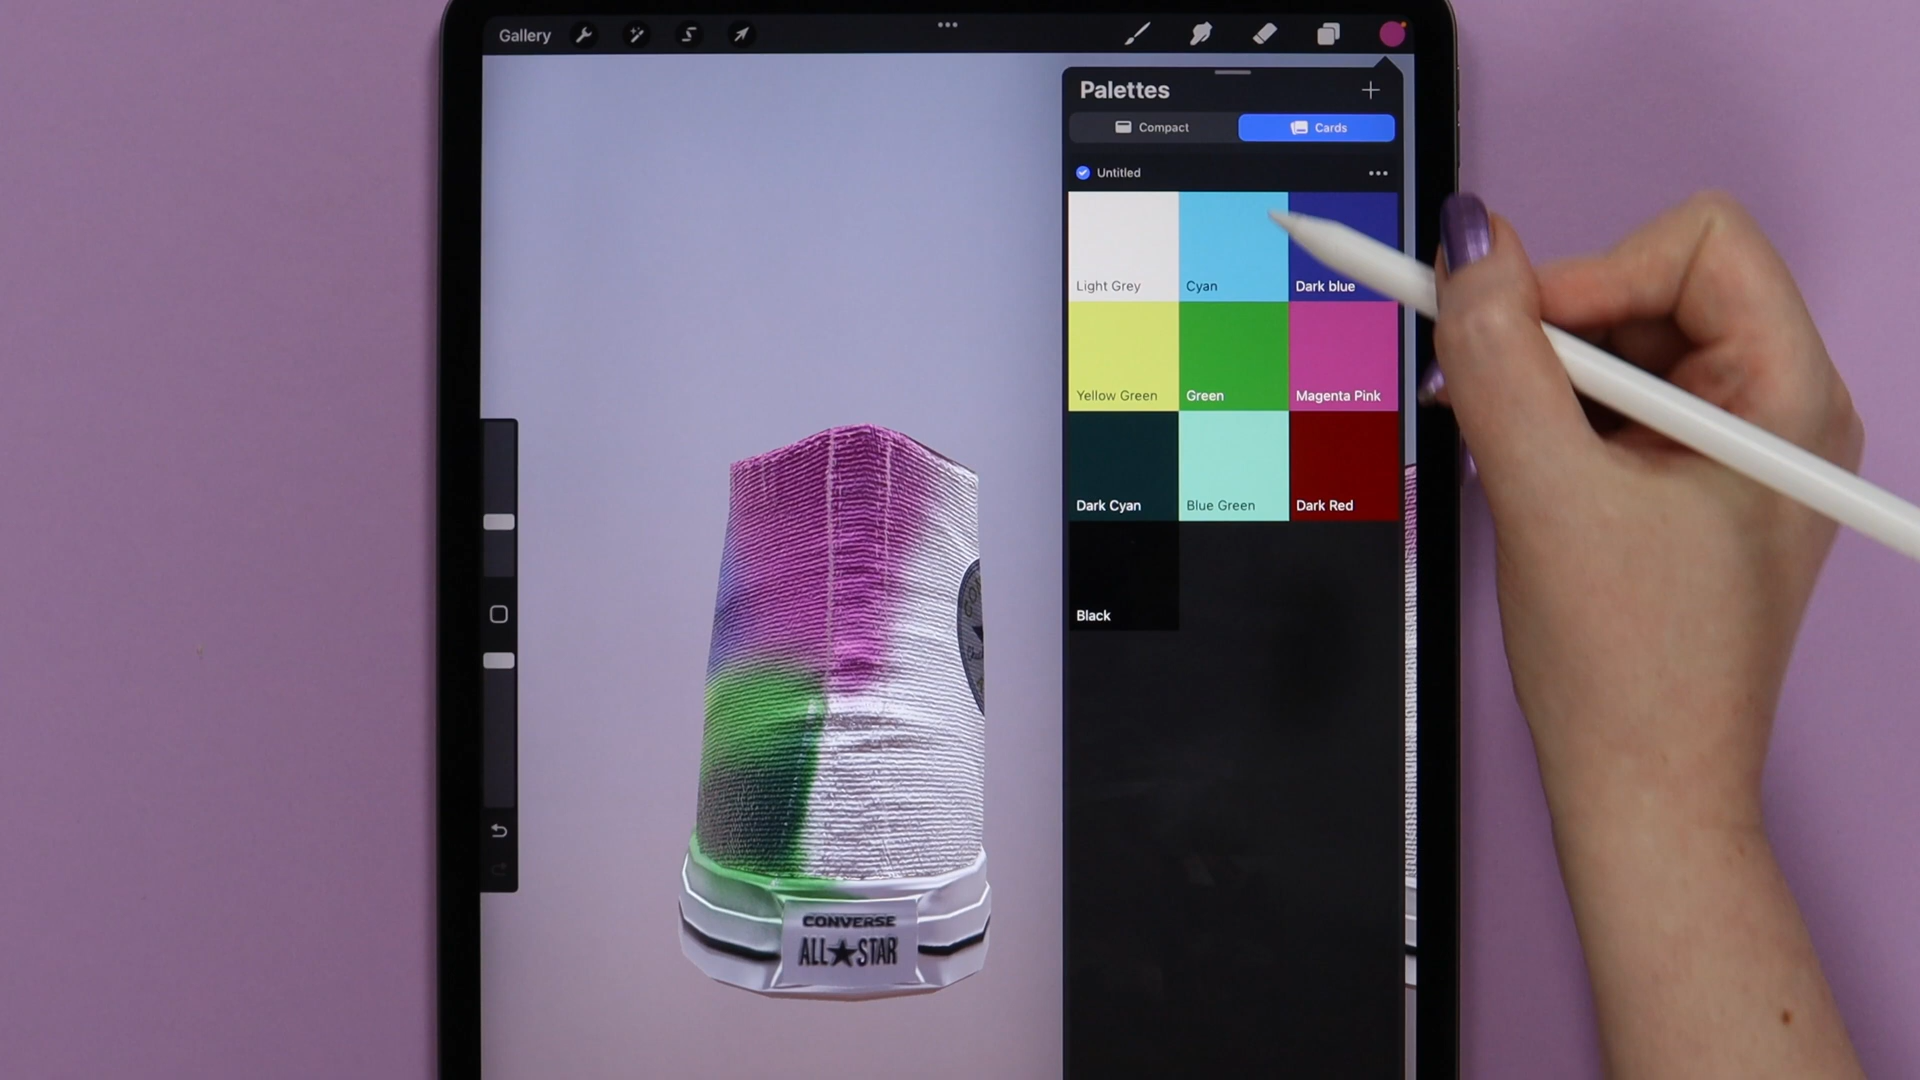 Gallery
Palettes
Compact
Cards
Untitled
Light Grey
Cyan
Dark blue
Yellow Green
Green
Magenta Pink
Dark Cyan
Blue Green
Dark Red
Black
CONVERSE
ALL★STAR